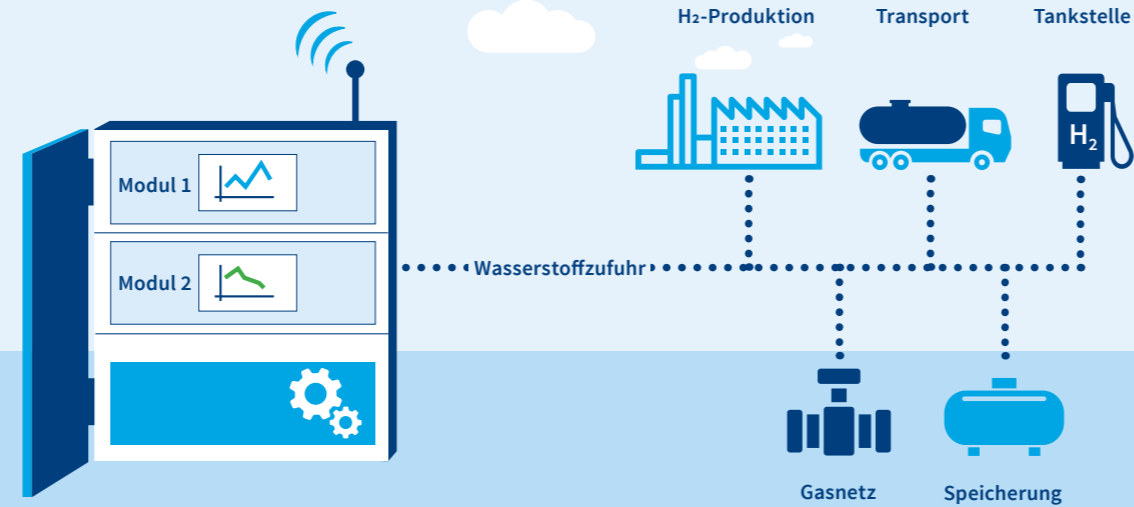 H₂-Produktion
Transport
Tankstelle
H₂
Modul 1
Modul 2
Wasserstoffzufuhr
Gasnetz
Speicherung